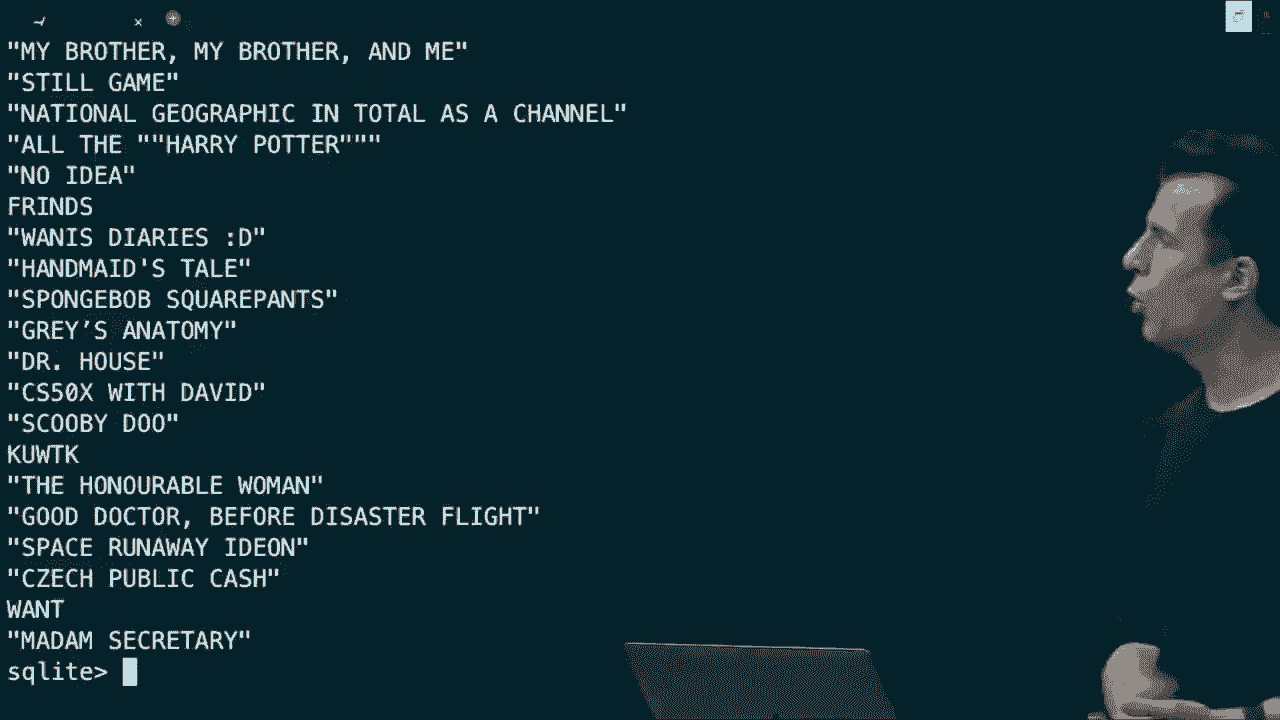 "MY BROTHER, MY BROTHER, AND ME"
"STILL GAME"
"NATIONAL GEOGRAPHIC IN TOTAL AS A CHANNEL"
"ALL THE ""HARRY POTTER"""
"NO IDEA"
FRINDS
"WANIS DIARIES :D"
"HANDMAID'S TALE"
"SPONGEBOB SQUAREPANTS"
"GREY’S ANATOMY"
"DR. HOUSE"
"CS50X WITH DAVID"
"SCOOBY DOO"
KUWTK
"THE HONOURABLE WOMAN"
"GOOD DOCTOR, BEFORE DISASTER FLIGHT"
"SPACE RUNAWAY IDEON"
"CZECH PUBLIC CASH"
WANT
"MADAM SECRETARY"
sqlite>